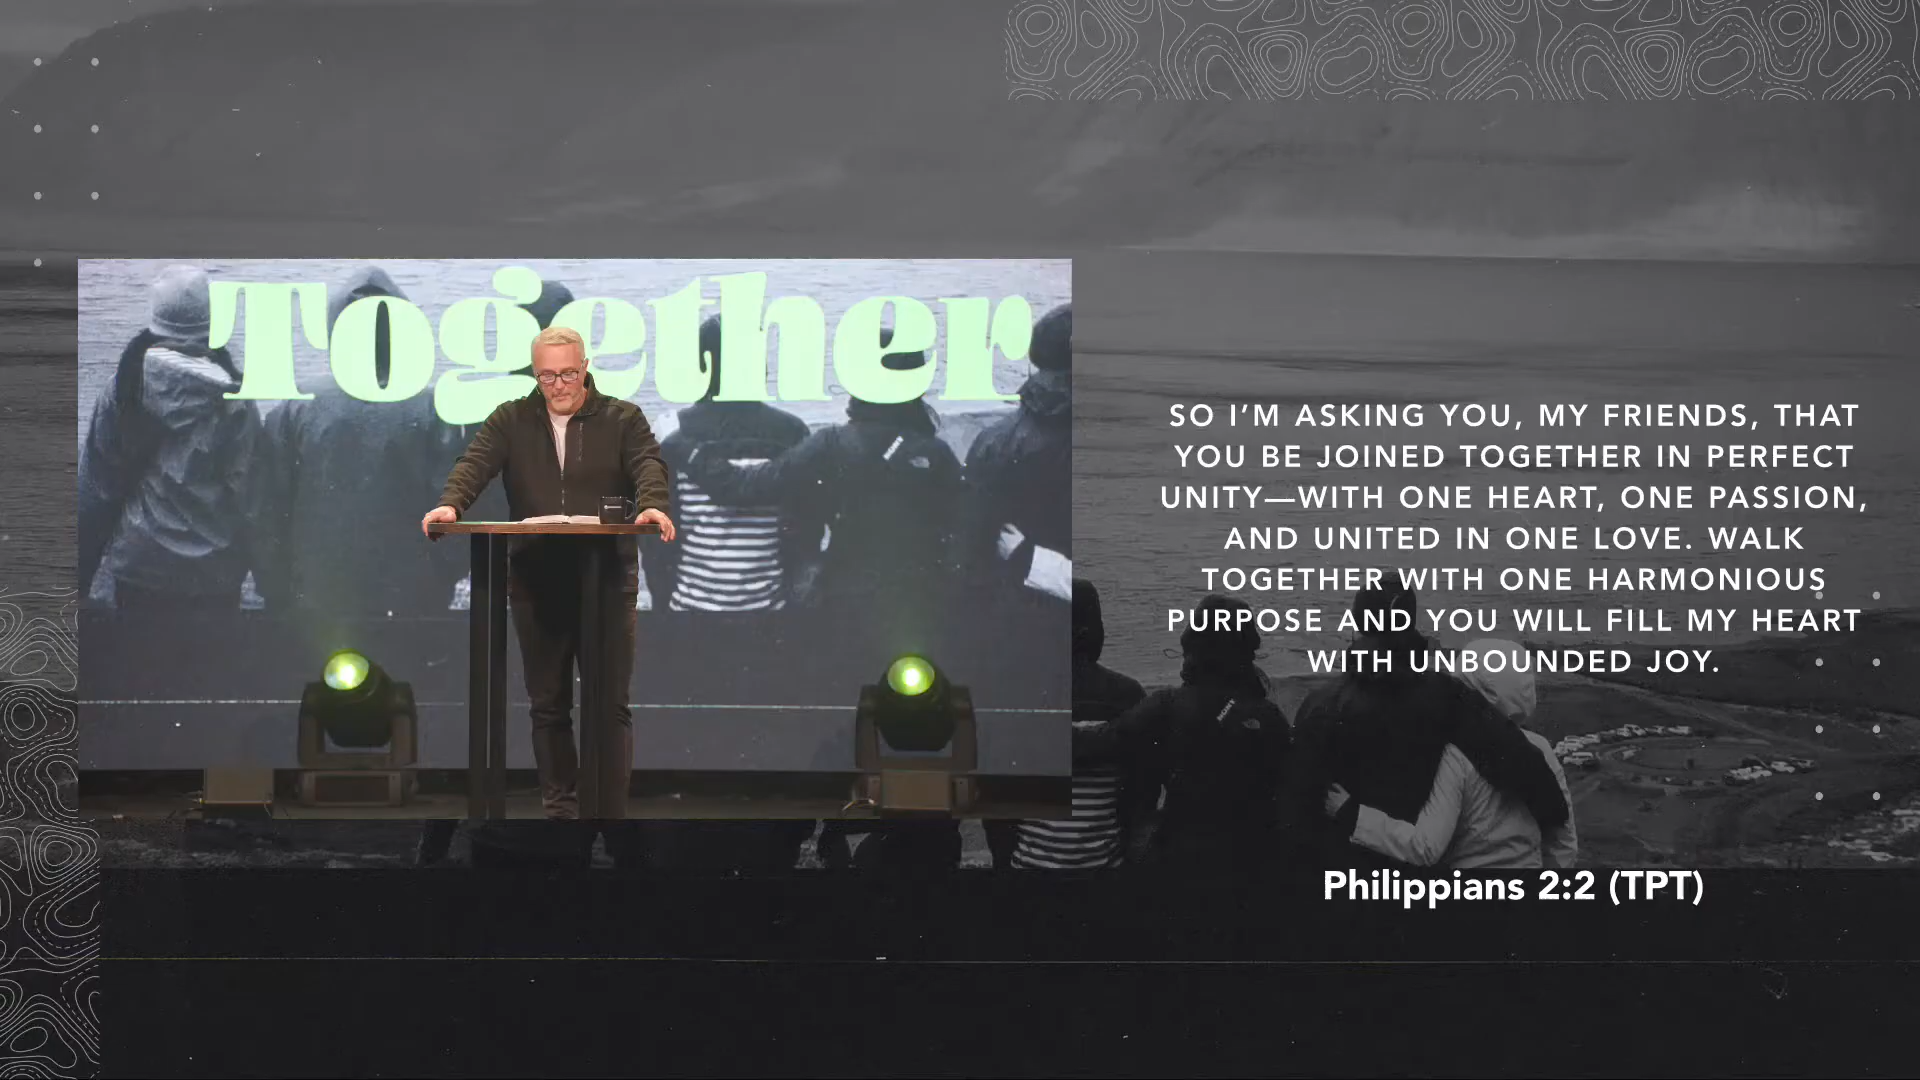 Together
SO I’M ASKING YOU, MY FRIENDS, THAT
YOU BE JOINED TOGETHER IN PERFECT
UNITY—WITH ONE HEART, ONE PASSION,
AND UNITED IN ONE LOVE. WALK
TOGETHER WITH ONE HARMONIOUS
PURPOSE AND YOU WILL FILL MY HEART
WITH UNBOUNDED JOY.
Philippians 2:2 (TPT)